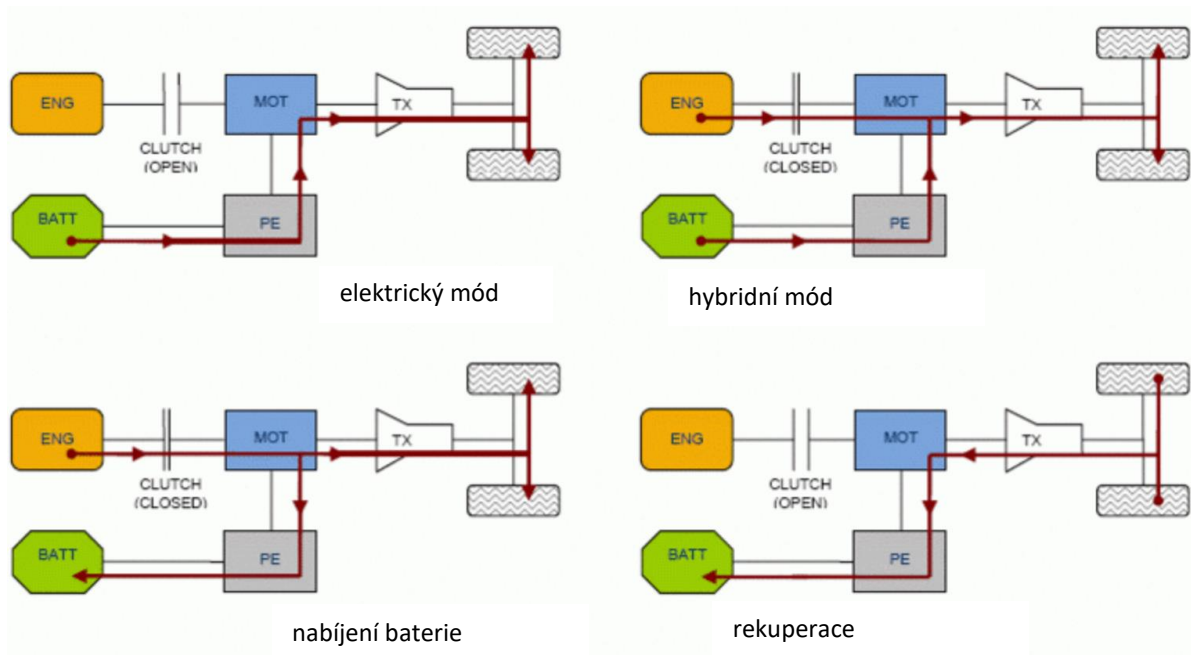 ENG
MOT
TX
CLUTCH
(OPEN)
BATT
PE
elektrický mód
ENG
MOT
TX
CLUTCH
(CLOSED)
BATT
PE
hybridní mód
ENG
MOT
TX
CLUTCH
(CLOSED)
BATT
PE
nabíjení baterie
ENG
MOT
TX
CLUTCH
(OPEN)
BATT
PE
rekuperace